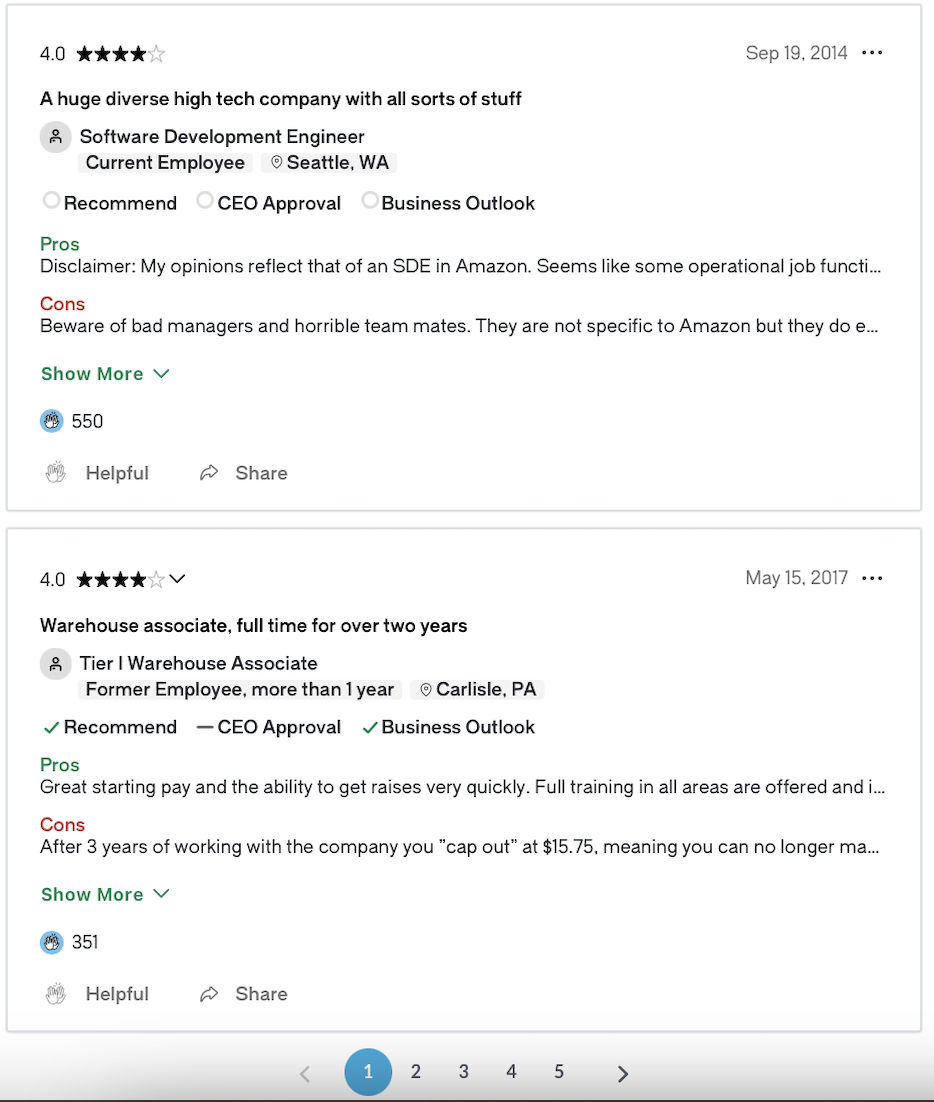 4.0 Sep 19, 2014
A huge diverse high tech company with all sorts of stuff
Software Development Engineer
Current Employee Seattle, WA
Recommend CEO Approval Business Outlook
Pros
Disclaimer: My opinions reflect that of an SDE in Amazon. Seems like some operational job functi...
Cons
Beware of bad managers and horrible team mates. They are not specific to Amazon but they do e...
Show More
550
Helpful Share
4.0 May 15, 2017
Warehouse associate, full time for over two years
Tier I Warehouse Associate
Former Employee, more than 1 year Carlisle, PA
Recommend CEO Approval Business Outlook
Pros
Great starting pay and the ability to get raises very quickly. Full training in all areas are offered and i...
Cons
After 3 years of working with the company you ”cap out” at $15.75, meaning you can no longer ma...
Show More
351
Helpful Share
1 2 3 4 5